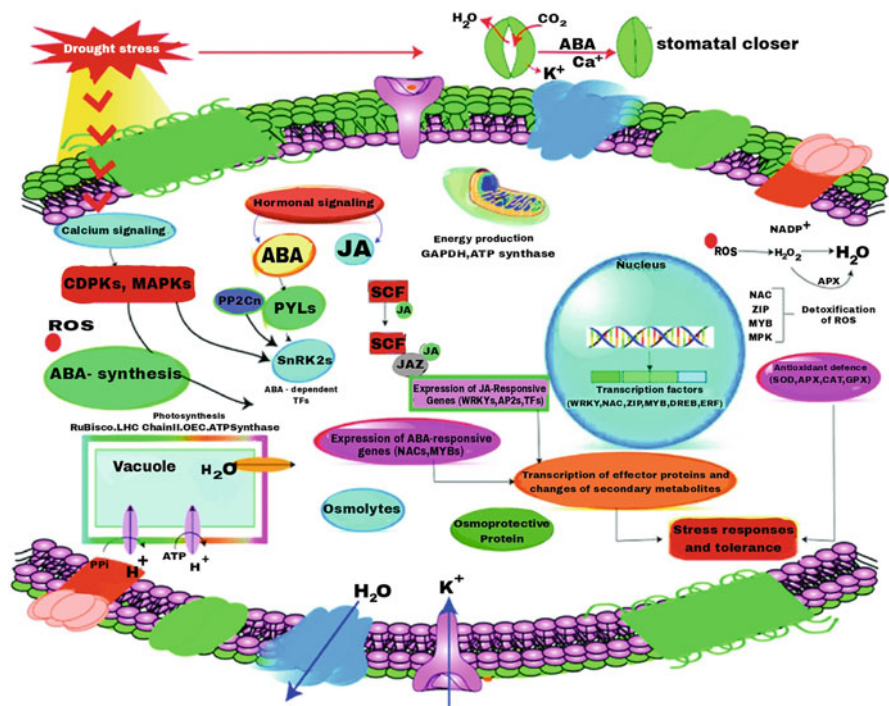 Drought stress
H₂O
CO₂
ABA
Ca⁺
K⁺
stomatal closer
Calcium signaling
CDPKs, MAPKs
ROS
ABA- synthesis
Hormonal signaling
ABA
JA
PP2Cn
PYLs
SnRK2s
ABA - dependent
TFs
SCF
JA
SCF
JA
JAZ
Energy production
GAPDH,ATP synthase
Expression of JA-Responsive
Genes (WRKYs,AP2s,TFs)
Nucleus
Transcription factors
(WRKY,NAC,ZIP,MYB,DREB,ERF)
NADP⁺
ROS
H₂O₂
H₂O
APX
NAC
ZIP
MYB
MPK
Detoxification
of ROS
Antioxidant defence
(SOD,APX,CAT,GPX)
Photosynthesis
RuBisco.LHC ChainII.OEC.ATPSynthase
Vacuole
H₂O
PPi
H⁺
ATP
H⁺
Expression of ABA-responsive
genes (NACs,MYBs)
Transcription of effector proteins and
changes of secondary metabolites
Osmolytes
Osmoprotective
Protein
Stress responses
and tolerance
H₂O
K⁺